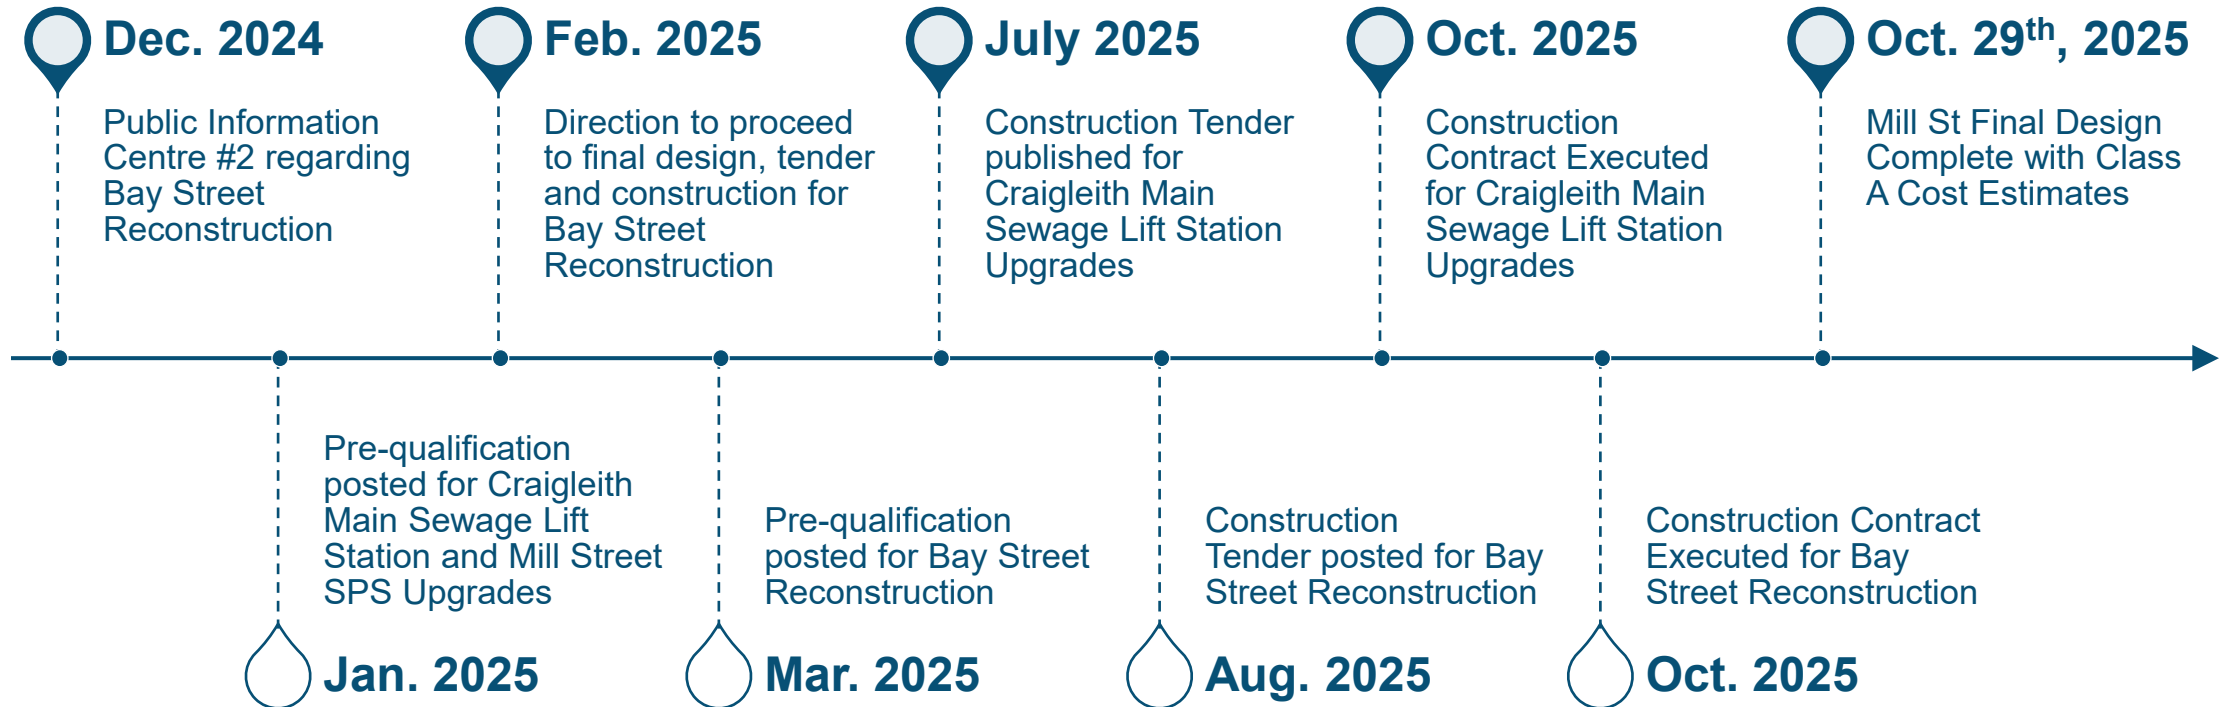 Dec. 2024
Public Information
Centre #2 regarding
Bay Street
Reconstruction
Feb. 2025
Direction to proceed
to final design, tender
and construction for
Bay Street
Reconstruction
July 2025
Construction Tender
published for
Craigleith Main
Sewage Lift Station
Upgrades
Oct. 2025
Construction
Contract Executed
for Craigleith Main
Sewage Lift Station
Upgrades
Oct. 29th, 2025
Mill St Final Design
Complete with Class
A Cost Estimates
Pre-qualification
posted for Craigleith
Main Sewage Lift
Station and Mill Street
SPS Upgrades
Jan. 2025
Pre-qualification
posted for Bay Street
Reconstruction
Mar. 2025
Construction
Tender posted for Bay
Street Reconstruction
Aug. 2025
Construction Contract
Executed for Bay
Street Reconstruction
Oct. 2025